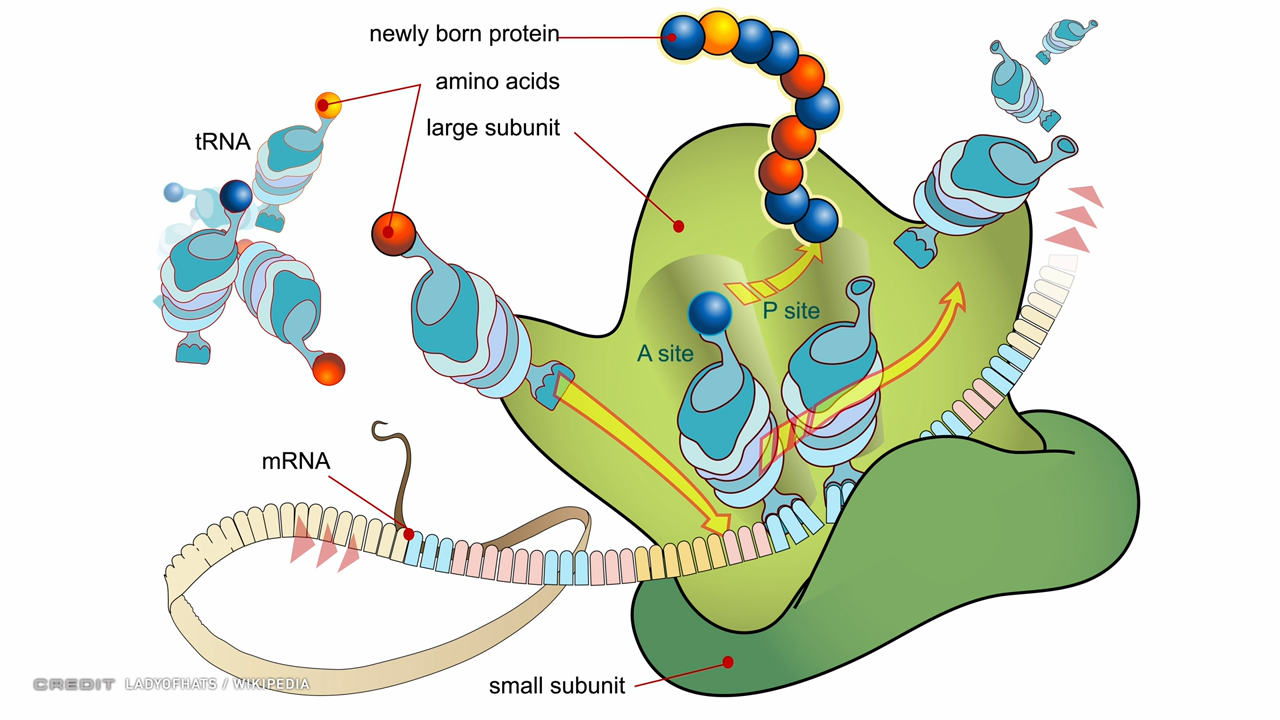 newly born protein
amino acids
large subunit
tRNA
P site
A site
mRNA
small subunit
CREDIT LADYOFHATS / WIKIPEDIA